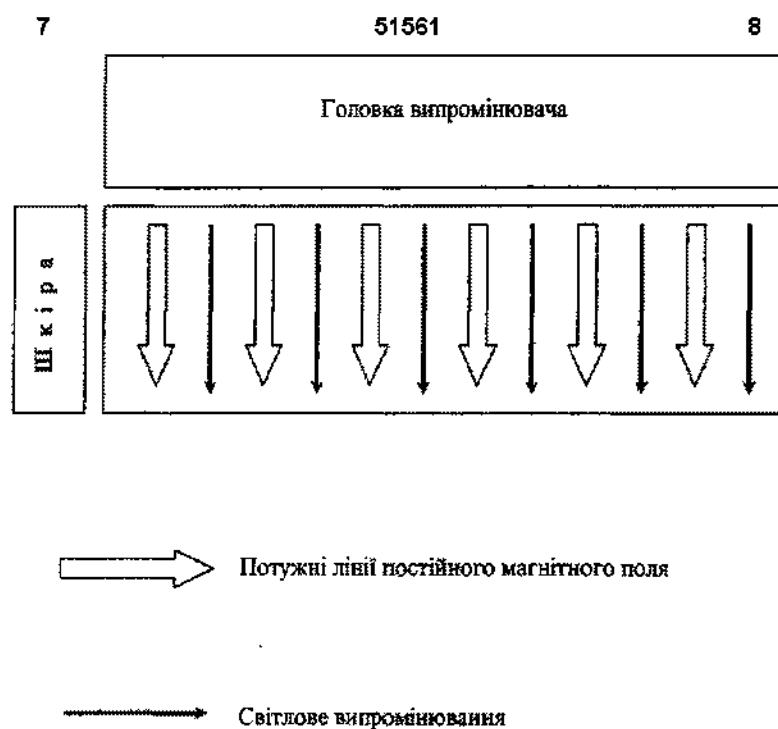 7 51561 8
Головка випромінювача
Шкіра
Потужні лінії постійного магнітного поля
Світлове випромінювання